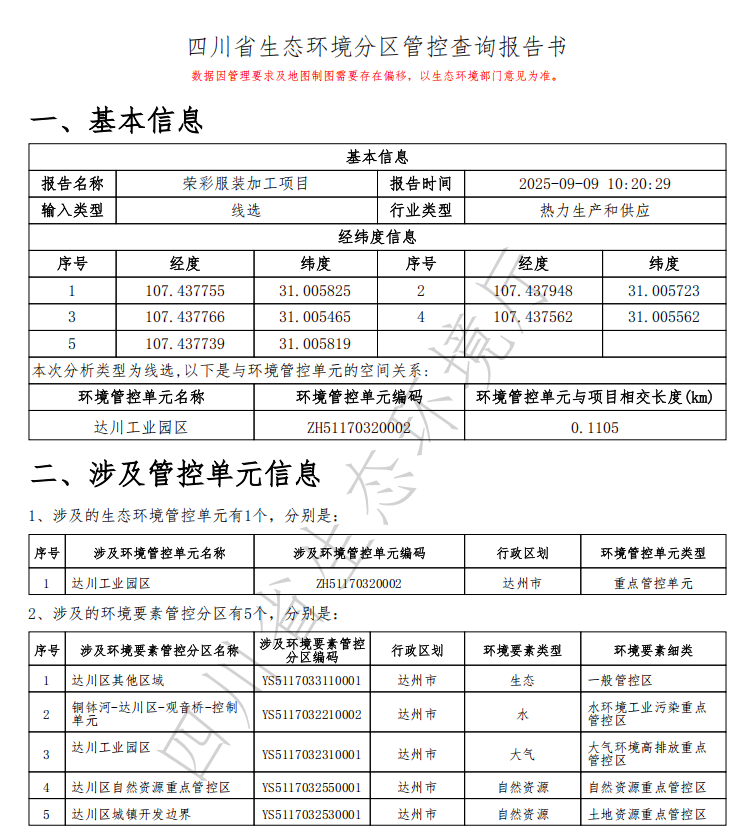 四川省生态环境分区管控查询报告书
数据因管理要求及地图制图需要存在偏移，以生态环境部门意见为准。
一、基本信息
基本信息
报告名称 荣彩服装加工项目 报告时间 2025-09-09 10:20:29
输入类型 线选 行业类型 热力生产和供应
经纬度信息
序号 经度 纬度 序号 经度 纬度
1 107.437755 31.005825 2 107.437948 31.005723
3 107.437766 31.005465 4 107.437562 31.005562
5 107.437739 31.005819
本次分析类型为线选,以下是与环境管控单元的空间关系:
环境管控单元名称 环境管控单元编码 环境管控单元与项目相交长度(km)
达川工业园区 ZH51170320002 0.1105
二、涉及管控单元信息
1、涉及的生态环境管控单元有1个，分别是：
序号 涉及环境管控单元名称 涉及环境管控单元编码 行政区划 环境管控单元类型
1 达川工业园区 ZH51170320002 达州市 重点管控单元
2、涉及的环境要素管控分区有5个，分别是：
序号 涉及环境要素管控分区名称 涉及环境要素管控
分区编码 行政区划 环境要素类型 环境要素细类
1 达川区其他区域 YS5117033110001 达州市 生态 一般管控区
2 铜钵河-达川区-观音桥-控制
单元 YS5117032210002 达州市 水 水环境工业污染重点
管控区
3 达川工业园区 YS5117032310001 达州市 大气 大气环境高排放重点
管控区
4 达川区自然资源重点管控区 YS5117032550001 达州市 自然资源 自然资源重点管控区
5 达川区城镇开发边界 YS5117032530001 达州市 自然资源 土地资源重点管控区
四川省生态环境厅